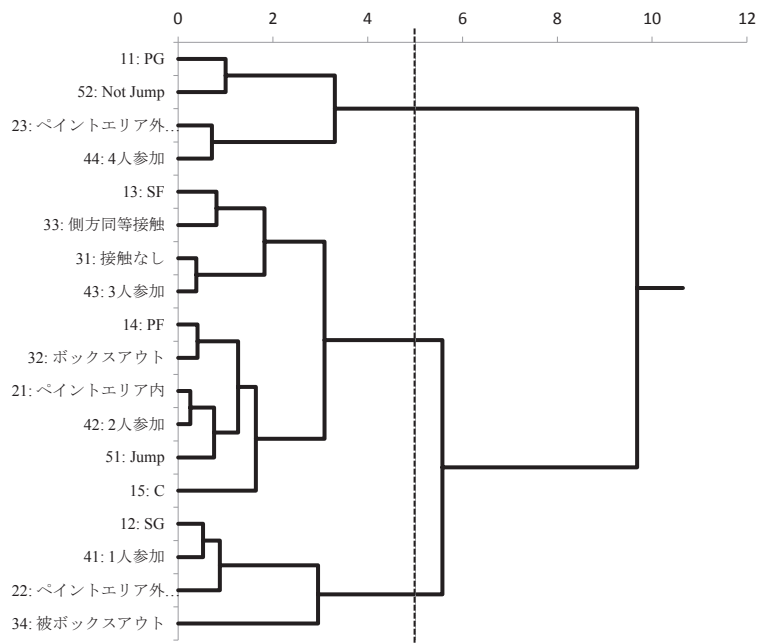 0 2 4 6 8 10 12
11: PG
52: Not Jump
23: ペイントエリア外…
44: 4人参加
13: SF
33: 側方同等接触
31: 接触なし
43: 3人参加
14: PF
32: ボックスアウト
21: ペイントエリア内
42: 2人参加
51: Jump
15: C
12: SG
41: 1人参加
22: ペイントエリア外…
34: 被ボックスアウト